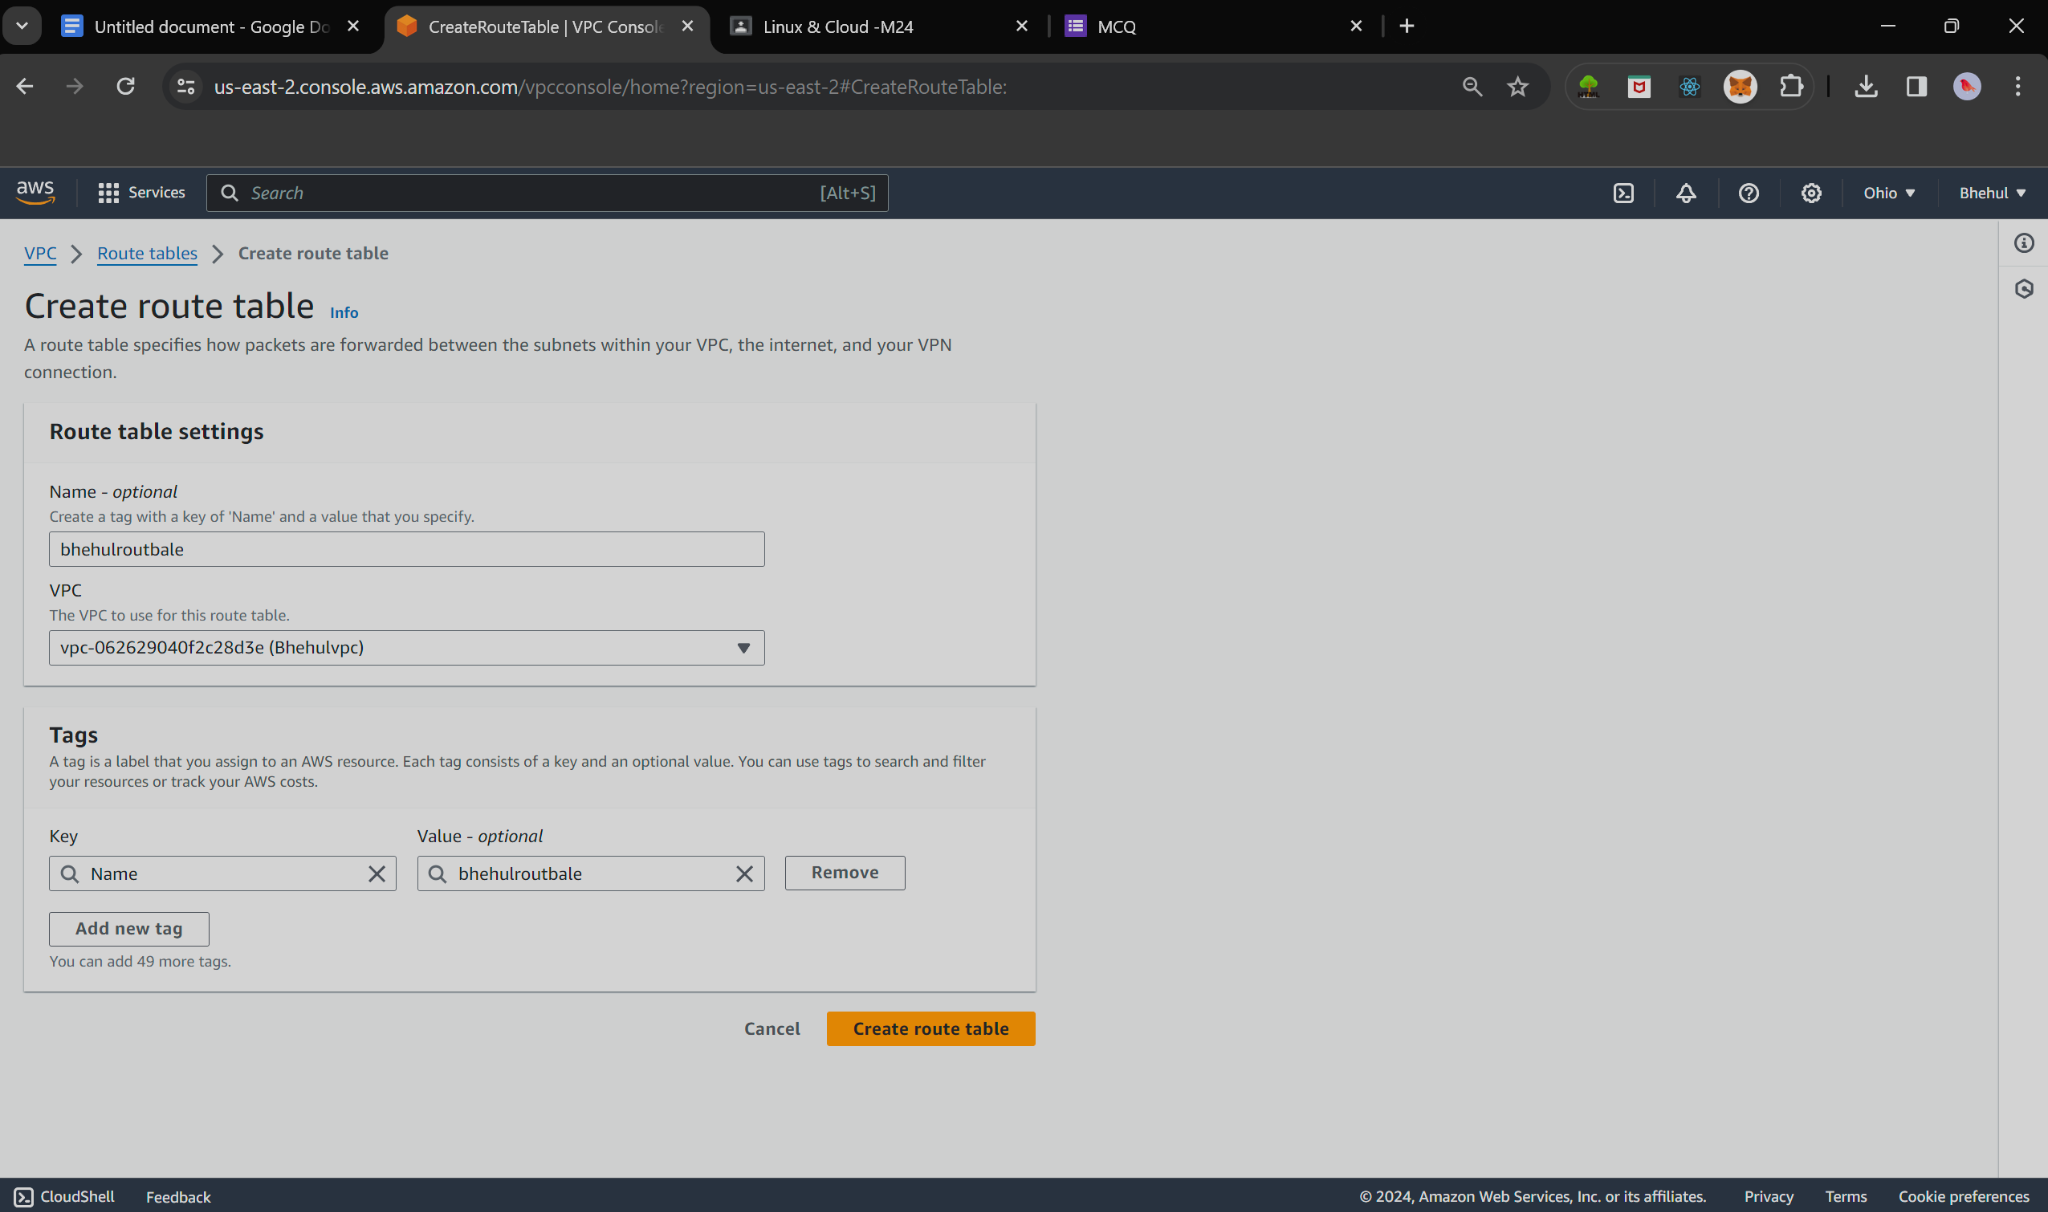 Untitled document - Google Do
CreateRouteTable | VPC Console
Linux & Cloud -M24
MCQ
us-east-2.console.aws.amazon.com/vpcconsole/home?region=us-east-2#CreateRouteTable:
aws
Services
Search
[Alt+S]
Ohio
Bhehul
VPC
Route tables
Create route table
Create route table Info
A route table specifies how packets are forwarded between the subnets within your VPC, the internet, and your VPN
connection.
Route table settings
Name - optional
Create a tag with a key of 'Name' and a value that you specify.
bhehulroutbale
VPC
The VPC to use for this route table.
vpc-062629040f2c28d3e (Bhehulvpc)
Tags
A tag is a label that you assign to an AWS resource. Each tag consists of a key and an optional value. You can use tags to search and filter
your resources or track your AWS costs.
Key
Value - optional
Name
bhehulroutbale
Remove
Add new tag
You can add 49 more tags.
Cancel
Create route table
CloudShell
Feedback
© 2024, Amazon Web Services, Inc. or its affiliates.
Privacy
Terms
Cookie preferences